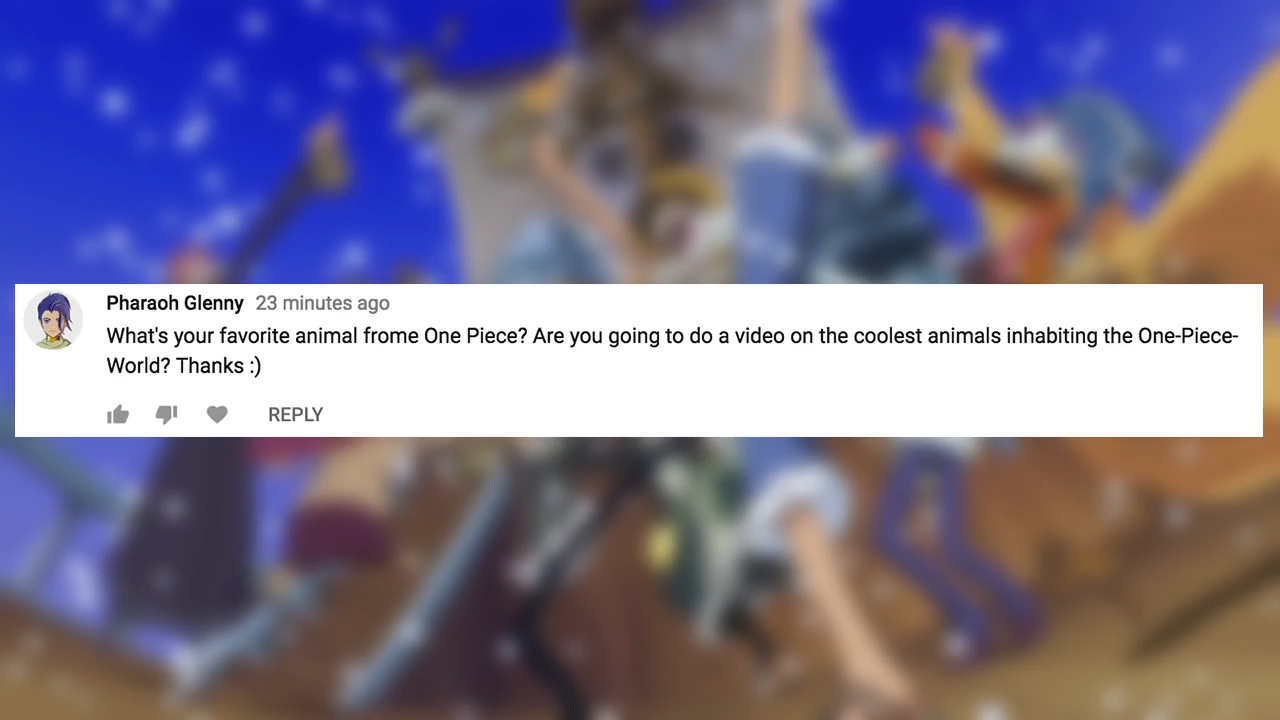 Pharaoh Glenny 23 minutes ago
What's your favorite animal frome One Piece? Are you going to do a video on the coolest animals inhabiting the One-Piece-
World? Thanks :)
REPLY